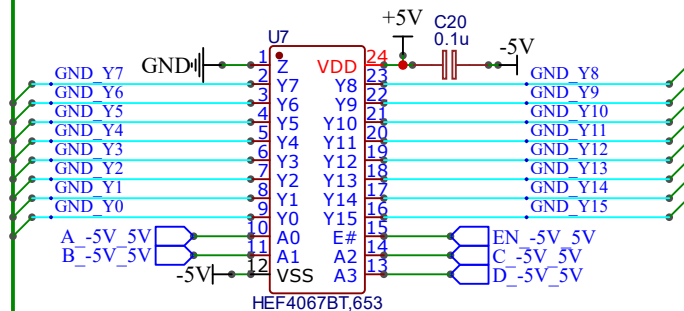 +5V
C20
0.1u
-5V
U7
GND
1 Z VDD 24
GND_Y7 2 Y7 Y8 23 GND_Y8
GND_Y6 3 Y6 Y9 22 GND_Y9
GND_Y5 4 Y5 Y10 21 GND_Y10
GND_Y4 5 Y4 Y11 20 GND_Y11
GND_Y3 6 Y3 Y12 19 GND_Y12
GND_Y2 7 Y2 Y13 18 GND_Y13
GND_Y1 8 Y1 Y14 17 GND_Y14
GND_Y0 9 Y0 Y15 16 GND_Y15
A_-5V_5V 10 A0 E# 15 EN_-5V_5V
B_-5V_5V 11 A1 A2 14 C_-5V_5V
-5V 12 VSS A3 13 D_-5V_5V
HEF4067BT,653